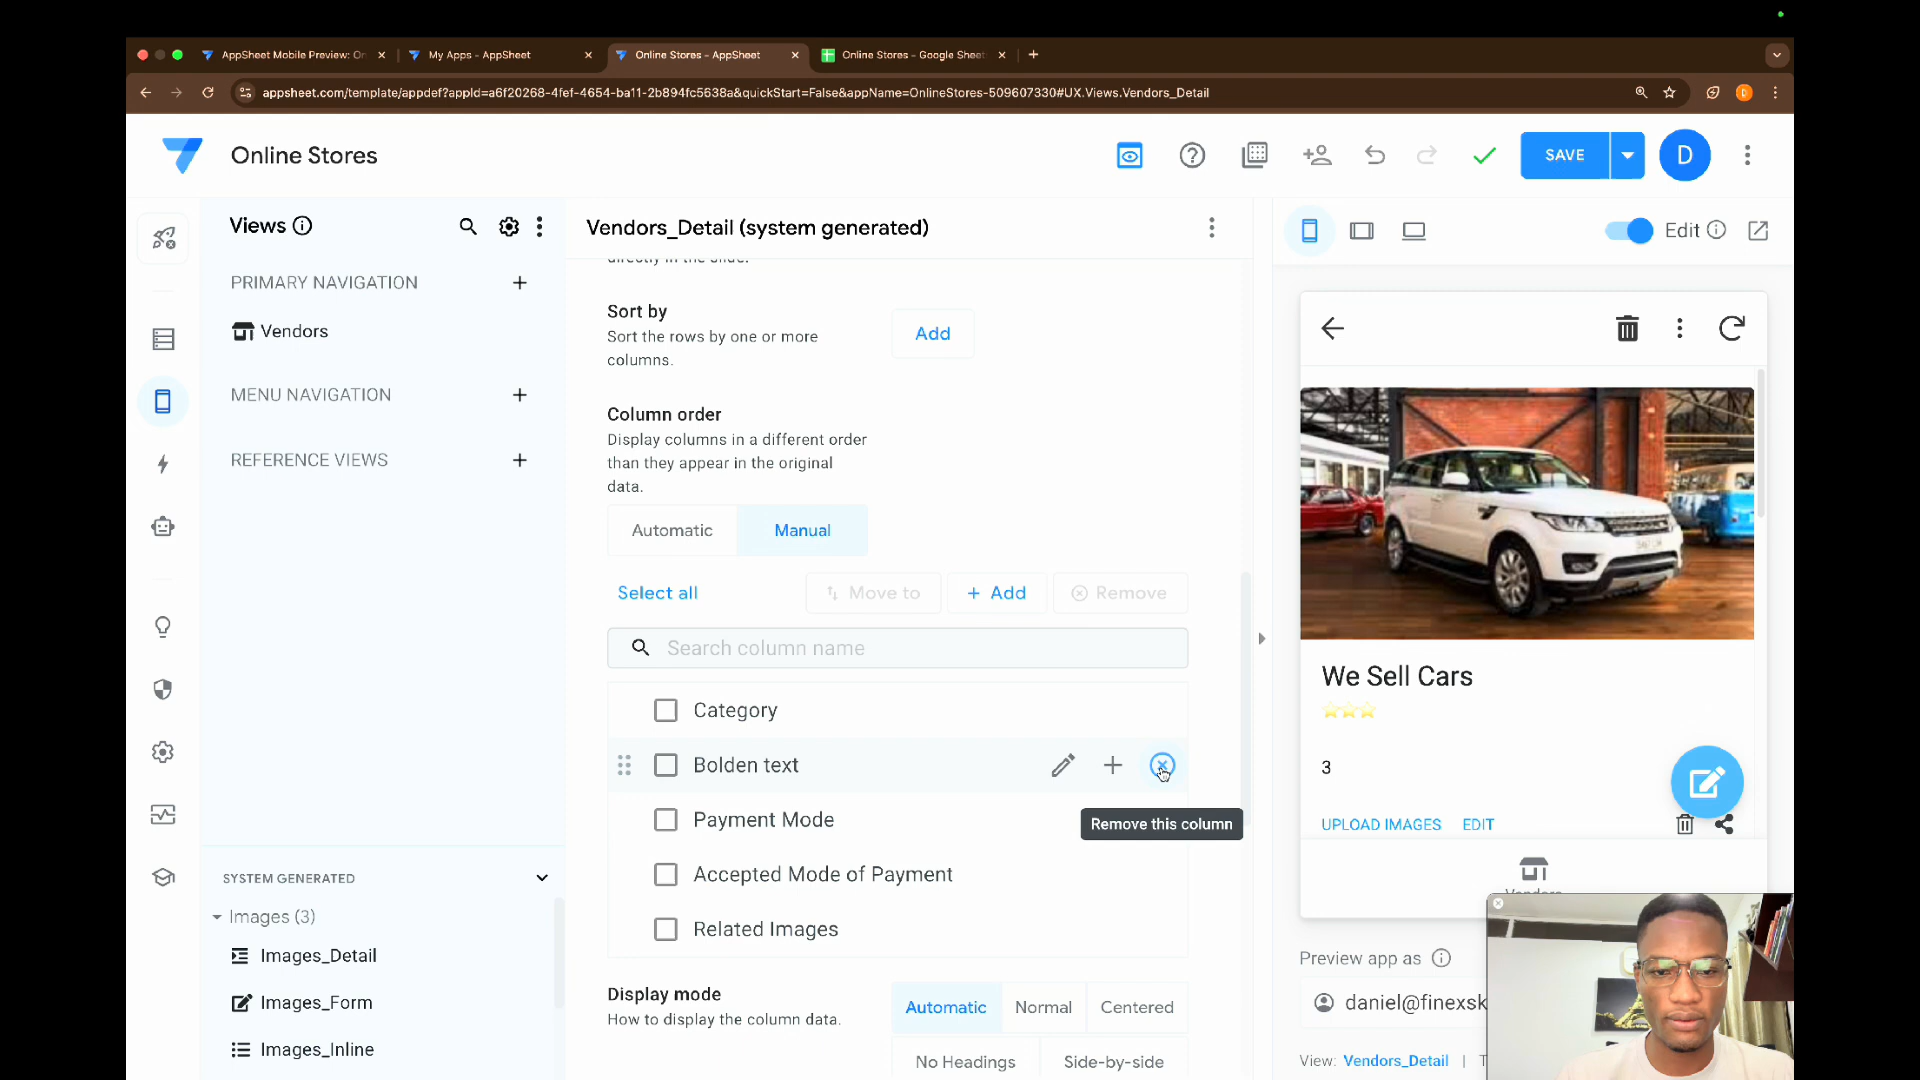 AppSheet Mobile Preview: On
My Apps - AppSheet
Online Stores - AppSheet
Online Stores - Google Sheet
appsheet.com/template/appdef?appId=a6f20268-4fef-4654-ba11-2b894fc5638a&quickStart=False&appName=OnlineStores-509607330#UX.Views.Vendors_Detail
D
Online Stores
SAVE
D
Views
PRIMARY NAVIGATION
Vendors
MENU NAVIGATION
REFERENCE VIEWS
SYSTEM GENERATED
Images (3)
Images_Detail
Images_Form
Images_Inline
Vendors_Detail (system generated)
directly in the slide.
Sort by
Sort the rows by one or more
columns.
Add
Column order
Display columns in a different order
than they appear in the original
data.
Automatic
Manual
Select all
Move to
+ Add
Remove
Search column name
Category
Bolden text
Remove this column
Payment Mode
Accepted Mode of Payment
Related Images
Display mode
How to display the column data.
Automatic
Normal
Centered
No Headings
Side-by-side
Edit
We Sell Cars
3
UPLOAD IMAGES
EDIT
Vendors
Preview app as
daniel@finexsk
View: Vendors_Detail | T